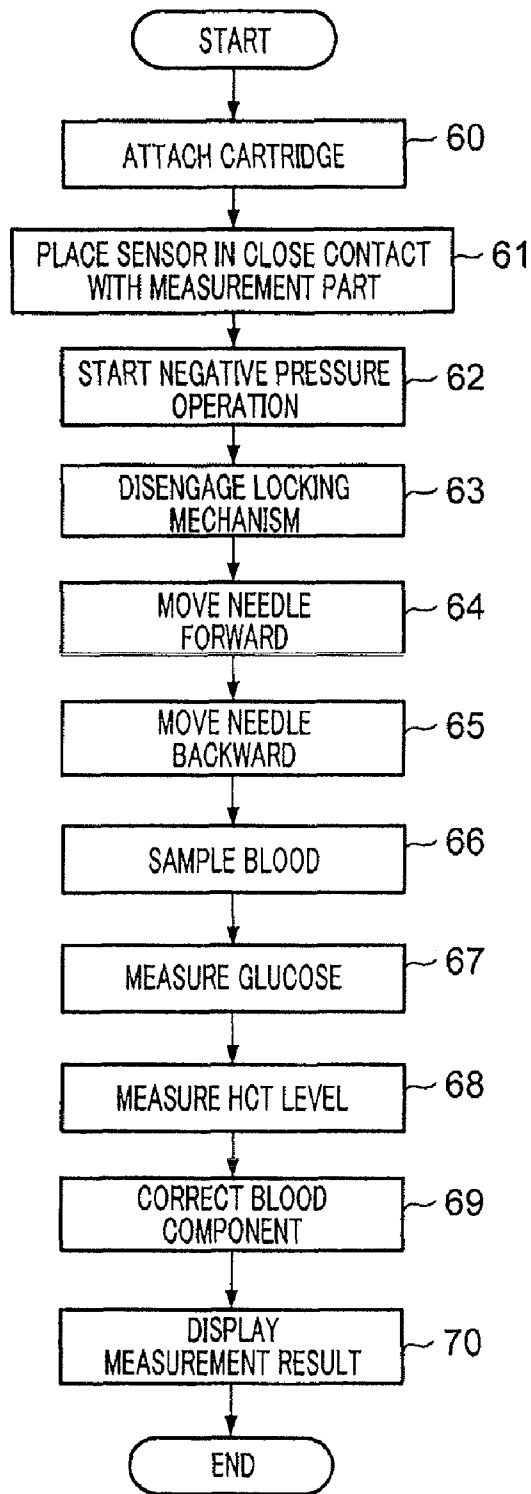 START
ATTACH CARTRIDGE
60
PLACE SENSOR IN CLOSE CONTACT
WITH MEASUREMENT PART
61
START NEGATIVE PRESSURE
OPERATION
62
DISENGAGE LOCKING
MECHANISM
63
MOVE NEEDLE
FORWARD
64
MOVE NEEDLE
BACKWARD
65
SAMPLE BLOOD
66
MEASURE GLUCOSE
67
MEASURE HCT LEVEL
68
CORRECT BLOOD
COMPONENT
69
DISPLAY
MEASUREMENT RESULT
70
END